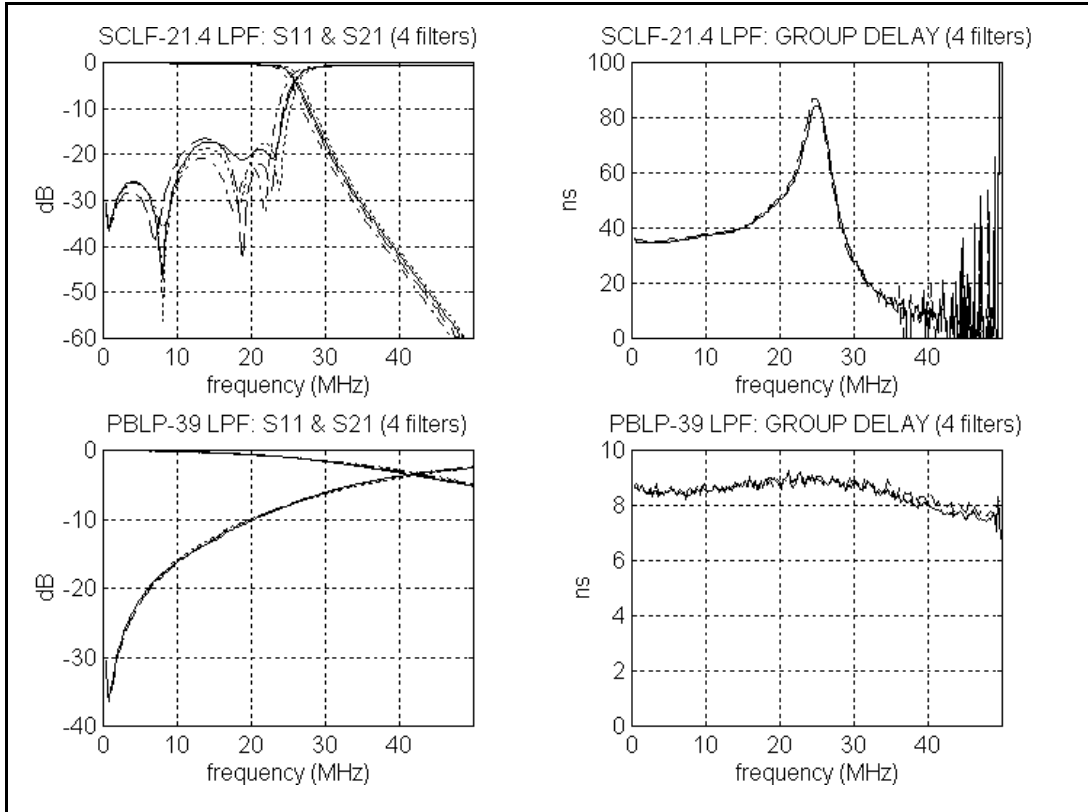 SCLF-21.4 LPF: S11 & S21 (4 filters)
0
-10
-20
-30
-40
-50
-60
dB
0 10 20 30 40
frequency (MHz)
SCLF-21.4 LPF: GROUP DELAY (4 filters)
100
80
60
40
20
0
ns
0 10 20 30 40
frequency (MHz)
PBLP-39 LPF: S11 & S21 (4 filters)
0
-10
-20
-30
-40
dB
0 10 20 30 40
frequency (MHz)
PBLP-39 LPF: GROUP DELAY (4 filters)
10
8
6
4
2
0
ns
0 10 20 30 40
frequency (MHz)